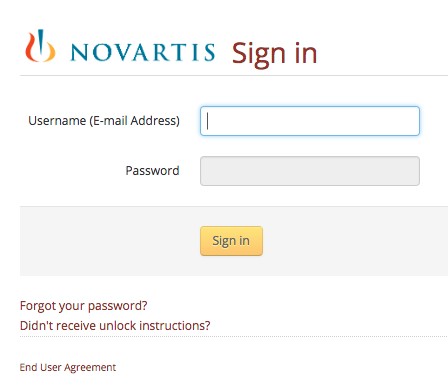 NOVARTIS Sign in
Username (E-mail Address)
Password
Sign in
Forgot your password?
Didn't receive unlock instructions?
End User Agreement